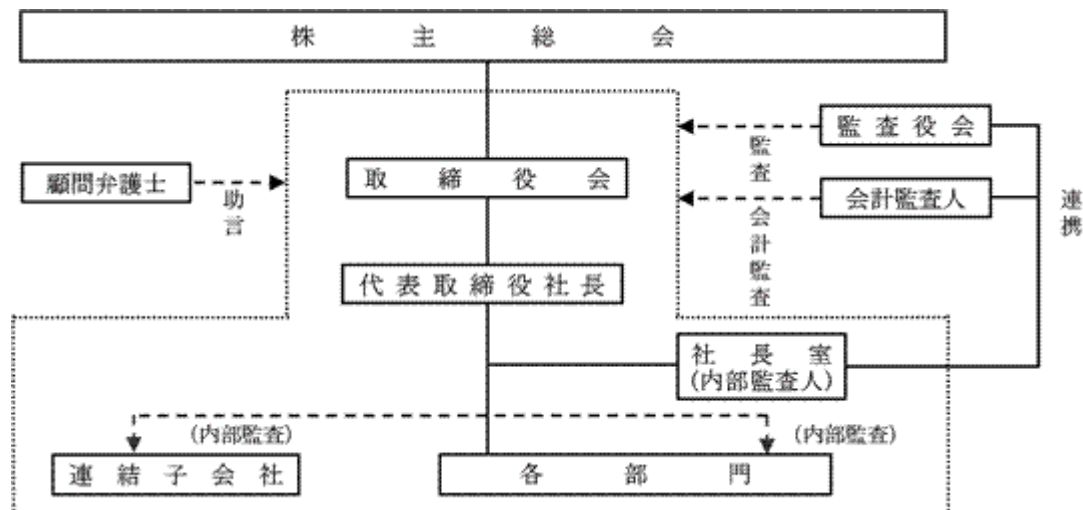 株主総会
監査役会
監査
顧問弁護士
助言
取締役会
会計監査人
会計監査
連携
代表取締役社長
社長室
(内部監査人)
(内部監査)
(内部監査)
連結子会社
各部門